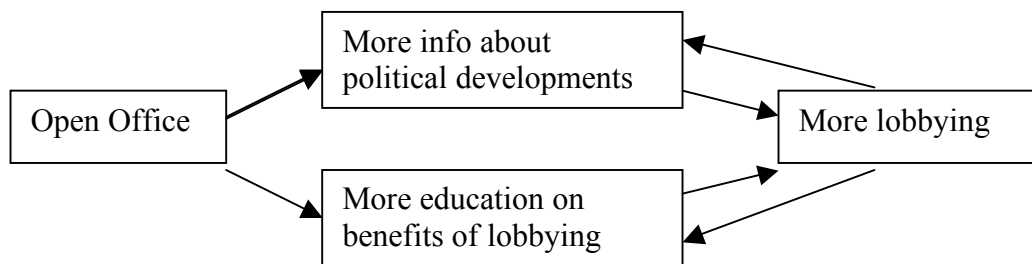 More info about
political developments
Open Office
More lobbying
More education on
benefits of lobbying